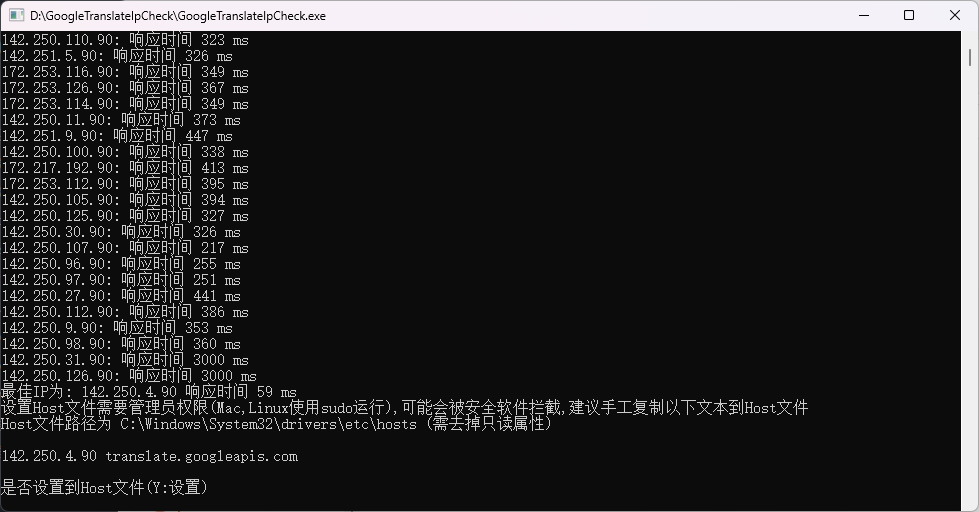 D:\GoogleTranslateIpCheck\GoogleTranslateIpCheck.exe
142.250.110.90: 响应时间 323 ms
142.251.5.90: 响应时间 326 ms
172.253.116.90: 响应时间 349 ms
172.253.126.90: 响应时间 367 ms
172.253.114.90: 响应时间 349 ms
142.250.11.90: 响应时间 373 ms
142.251.9.90: 响应时间 447 ms
142.250.100.90: 响应时间 338 ms
172.217.192.90: 响应时间 413 ms
172.253.112.90: 响应时间 395 ms
142.250.105.90: 响应时间 394 ms
142.250.125.90: 响应时间 327 ms
142.250.30.90: 响应时间 326 ms
142.250.107.90: 响应时间 217 ms
142.250.96.90: 响应时间 255 ms
142.250.97.90: 响应时间 251 ms
142.250.27.90: 响应时间 441 ms
142.250.112.90: 响应时间 386 ms
142.250.9.90: 响应时间 353 ms
142.250.98.90: 响应时间 360 ms
142.250.31.90: 响应时间 3000 ms
142.250.126.90: 响应时间 3000 ms
最佳IP为: 142.250.4.90 响应时间 59 ms
设置Host文件需要管理员权限(Mac,Linux使用sudo运行),可能会被安全软件拦截,建议手工复制以下文本到Host文件
Host文件路径为 C:\Windows\System32\drivers\etc\hosts (需去掉只读属性)
142.250.4.90 translate.googleapis.com
是否设置到Host文件(Y:设置)